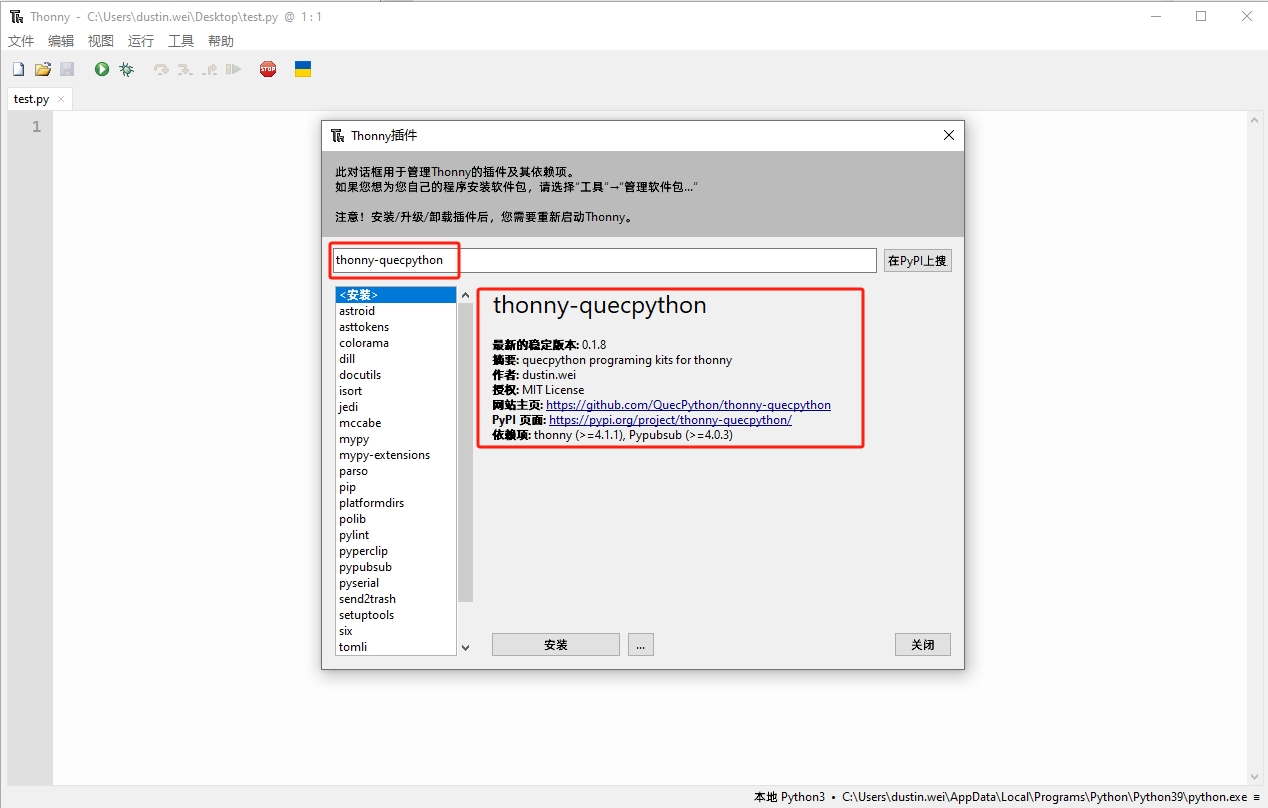 Thonny - C:\Users\dustin.wei\Desktop\test.py @ 1 : 1
文件 编辑 视图 运行 工具 帮助
STOP
test.py ×
1
Thonny插件
此对话框用于管理Thonny的插件及其依赖项。
如果您想为您自己的程序安装软件包，请选择“工具”→“管理软件包...”
注意！安装/升级/卸载插件后，您需要重新启动Thonny。
thonny-quecpython
在PyPI上搜
<安装>
astroid
asttokens
colorama
dill
docutils
isort
jedi
mccabe
mypy
mypy-extensions
parso
pip
platformdirs
polib
pylint
pyperclip
pypubsub
pyserial
send2trash
setuptools
six
tomli
thonny-quecpython
最新的稳定版本: 0.1.8
摘要: quecpython programing kits for thonny
作者: dustin.wei
授权: MIT License
网站主页: https://github.com/QuecPython/thonny-quecpython
PyPI 页面: https://pypi.org/project/thonny-quecpython/
依赖项: thonny (>=4.1.1), Pypubsub (>=4.0.3)
安装 ... 关闭
本地 Python3 • C:\Users\dustin.wei\AppData\Local\Programs\Python\Python39\python.exe ≡